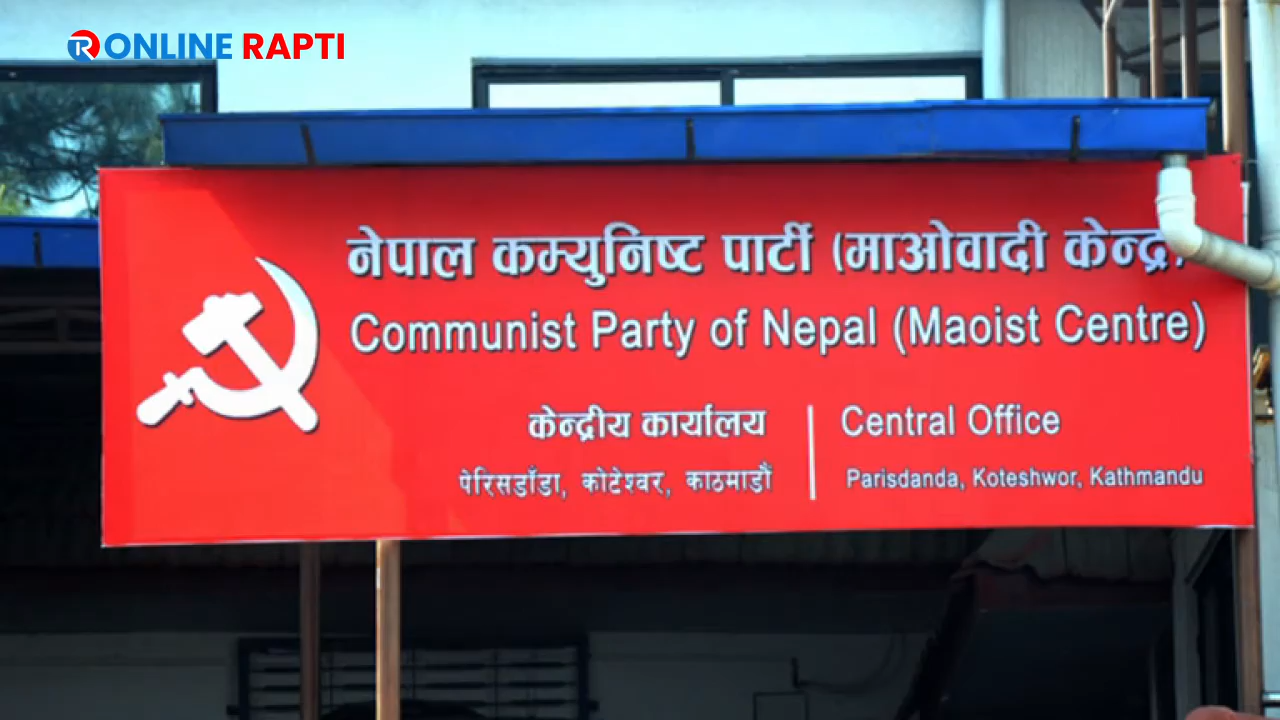 ONLINE RAPTI
नेपाल कम्युनिष्ट पार्टी (माओवादी केन्द्र)
Communist Party of Nepal (Maoist Centre)
केन्द्रीय कार्यालय
पेरिसडाँडा, कोटेश्वर, काठमाडौं
Central Office
Parisdanda, Koteshwor, Kathmandu